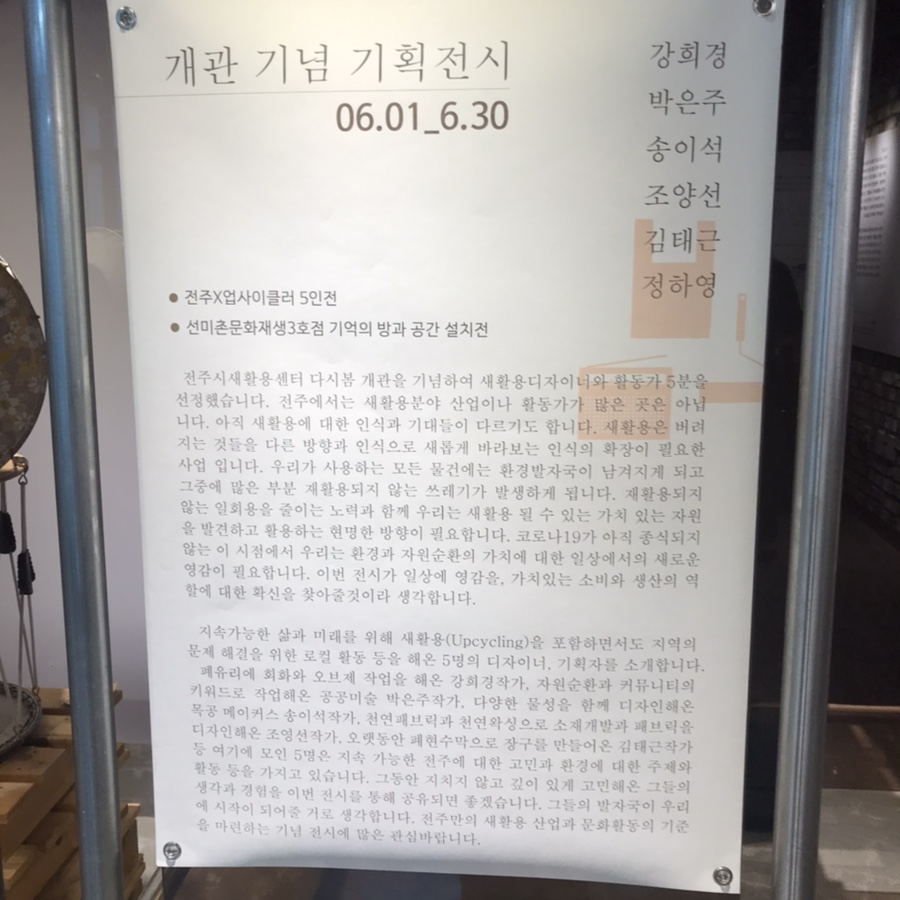 개관 기념 기획전시
06.01_6.30
강희경
박은주
송이석
조양선
김태근
정하영
전주X업사이클러 5인전
선미촌문화재생3호점 기억의 방과 공간 설치전
전주시새활용센터 다시봄 개관을 기념하여 새활용디자이너와 활동가 5분을
선정했습니다. 전주에서는 새활용분야 산업이나 활동가가 많은 곳은 아닙
니다. 아직 새활용에 대한 인식과 기대들이 다르기도 합니다. 새활용은 버려
지는 것들을 다른 방향과 인식으로 새롭게 바라보는 인식의 확장이 필요한
사업 입니다. 우리가 사용하는 모든 물건에는 환경발자국이 남겨지게 되고
그중에 많은 부분 재활용되지 않는 쓰레기가 발생하게 됩니다. 재활용되지
않는 일회용을 줄이는 노력과 함께 우리는 새활용 될 수 있는 가치 있는 자원
을 발견하고 활용하는 현명한 방향이 필요합니다. 코로나19가 아직 종식되지
않는 이 시점에서 우리는 환경과 자원순환의 가치에 대한 일상에서의 새로운
영감이 필요합니다. 이번 전시가 일상에 영감을, 가치있는 소비와 생산의 역
할에 대한 확신을 찾아줄것이라 생각합니다.
지속가능한 삶과 미래를 위해 새활용(Upcycling)을 포함하면서도 지역의
문제 해결을 위한 로컬 활동 등을 해온 5명의 디자이너, 기획자를 소개합니다.
폐유리에 회화와 오브제 작업을 해온 강희경작가, 자원순환과 커뮤니티의
키워드로 작업해온 공공미술 박은주작가, 다양한 물성을 함께 디자인해온
목공 메이커스 송이석작가, 천연패브릭과 천연왁싱으로 소재개발과 패브릭을
디자인해온 조영선작가, 오랫동안 폐현수막으로 장구를 만들어온 김태근작가
등 여기에 모인 5명은 지속 가능한 전주에 대한 고민과 환경에 대한 주제와
활동 등을 가지고 있습니다. 그동안 지치지 않고 깊이 있게 고민해온 그들의
생각과 경험을 이번 전시를 통해 공유되면 좋겠습니다. 그들의 발자국이 우리
에 시작이 되어줄 거로 생각합니다. 전주만의 새활용 산업과 문화활동의 기준
을 마련하는 기념 전시에 많은 관심바랍니다.